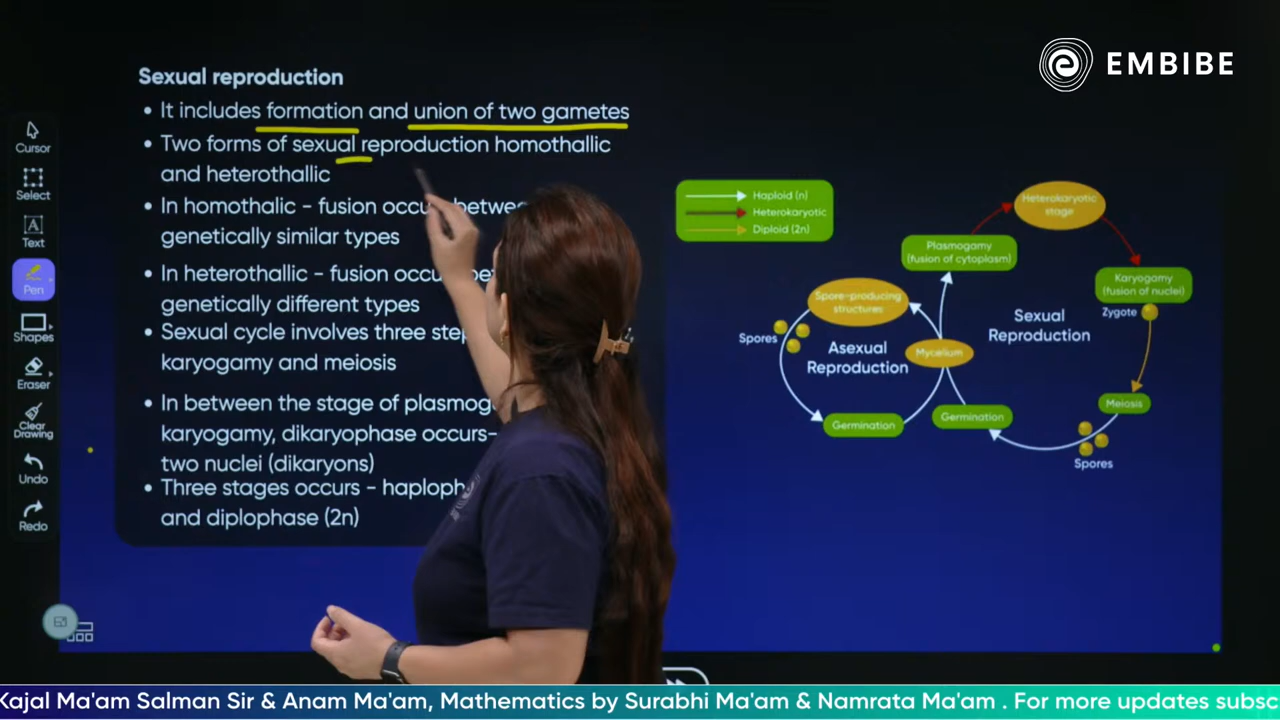 EMBIBE
Sexual reproduction
• It includes formation and union of two gametes
• Two forms of sexual reproduction homothallic
and heterothallic
• In homothalic - fusion occu betwe
genetically similar types
• In heterothallic - fusion occu bet
genetically different types
• Sexual cycle involves three step
karyogamy and meiosis
• In between the stage of plasmog
karyogamy, dikaryophase occurs-
two nuclei (dikaryons)
• Three stages occurs - haploph
and diplophase (2n)
Cursor
Select
Text
Pen
Shapes
Eraser
Clear
Drawing
Undo
Redo
Haploid (n)
Heterokaryotic
Diploid (2n)
Heterokaryotic
stage
Plasmogamy
(fusion of cytoplasm)
Karyogamy
(fusion of nuclei)
Zygote
Spore-producing
structures
Spores
Asexual
Reproduction
Mycelium
Sexual
Reproduction
Germination
Germination
Meiosis
Spores
Kajal Ma'am Salman Sir & Anam Ma'am, Mathematics by Surabhi Ma'am & Namrata Ma'am . For more updates subsc